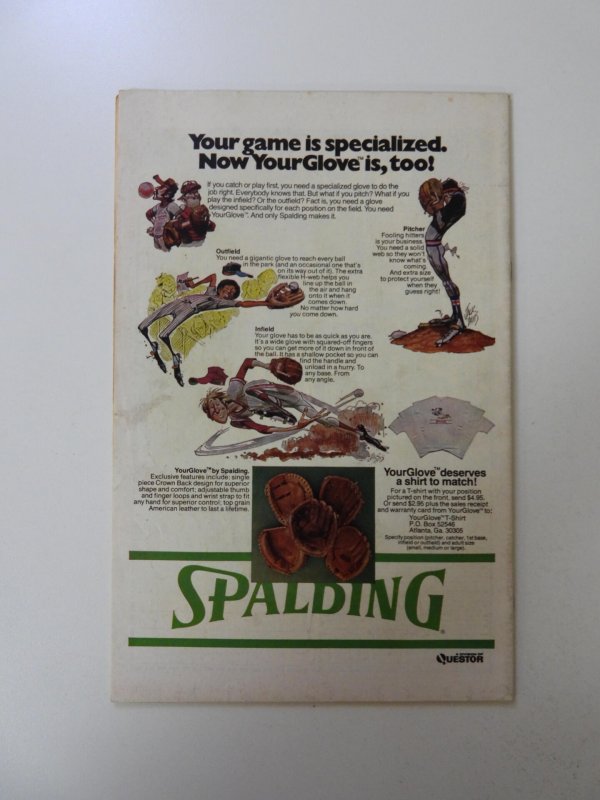 Your game is specialized.
Now YourGlove™ is, too!
If you catch or play first, you need a specialized glove to do the
job right. Everybody knows that. But what if you pitch? What if you
play the infield? Or the outfield? Fact is, you need a glove
designed specifically for each position on the field. You need
YourGlove™. And only Spalding makes it.
Pitcher
Fooling hitters
is your business.
You need a solid
web so they won't
know what's
coming.
And extra size
to protect yourself
when they
guess right!
Outfield
You need a gigantic glove to reach every ball
in the park (and an occasional one that's
on its way out of it). The extra
flexible H-web helps you
line up the ball in
the air and hang
onto it when it
comes down.
No matter how hard
you come down.
Infield
Your glove has to be as quick as you are.
It's a wide glove with squared-off fingers
so you can get more of it down in front of
the ball. It has a shallow pocket so you can
find the handle and
unload in a hurry. To
any base. From
any angle.
YourGlove™ by Spalding.
Exclusive features include: single
piece Crown Back design for superior
shape and comfort; adjustable thumb
and finger loops and wrist strap to fit
any hand for superior control; top grain
American leather to last a lifetime.
YourGlove™ deserves
a shirt to match!
For a T-shirt with your position
pictured on the front, send $4.95.
Or send $2.95 plus the sales receipt
and warranty card from YourGlove™ to:
YourGlove™ T-Shirt
P.O. Box 52546
Atlanta, Ga. 30305
Specify position (pitcher, catcher, 1st base,
infield or outfield) and adult size
(small, medium or large).
SPALDING®
A DIVISION OF
QUESTOR